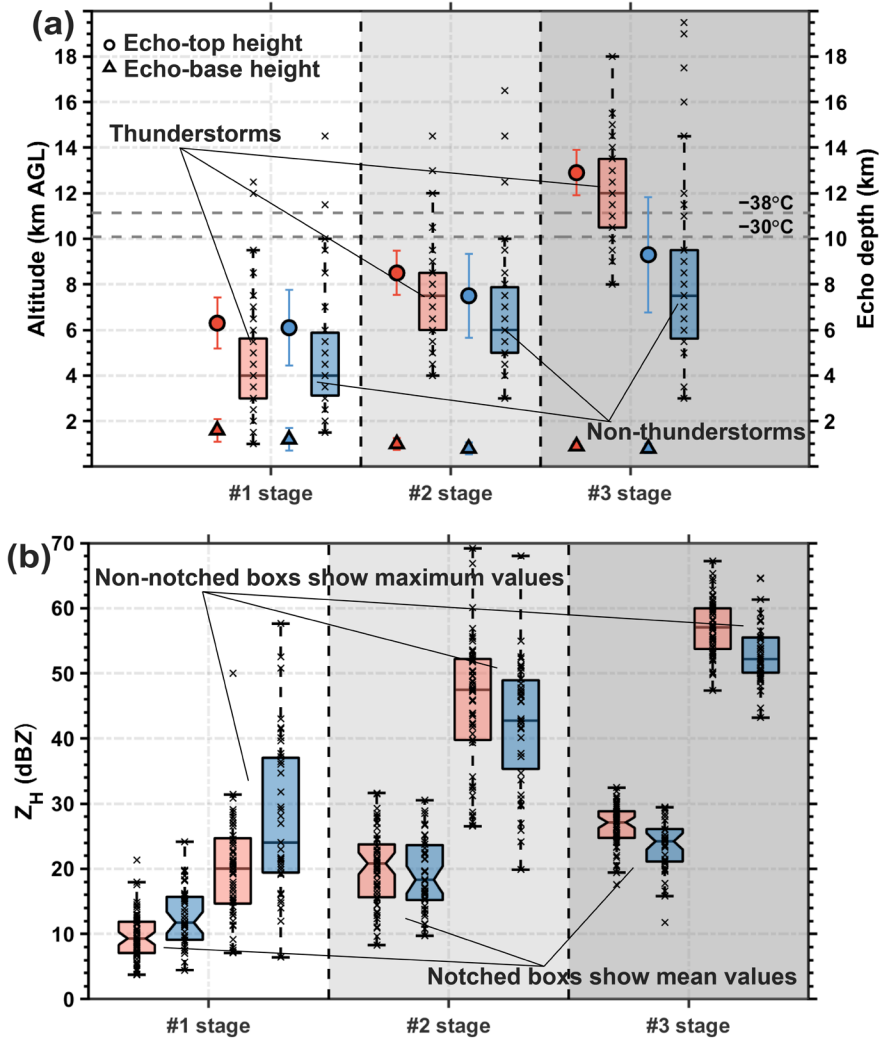 (a)
Echo-top height
Echo-base height
Thunderstorms
Non-thunderstorms
−38°C
−30°C
Altitude (km AGL)
18
16
14
12
10
8
6
4
2
Echo depth (km)
18
16
14
12
10
8
6
4
2
#1 stage
#2 stage
#3 stage
(b)
Non-notched boxs show maximum values
Notched boxs show mean values
Z_H (dBZ)
70
60
50
40
30
20
10
0
#1 stage
#2 stage
#3 stage